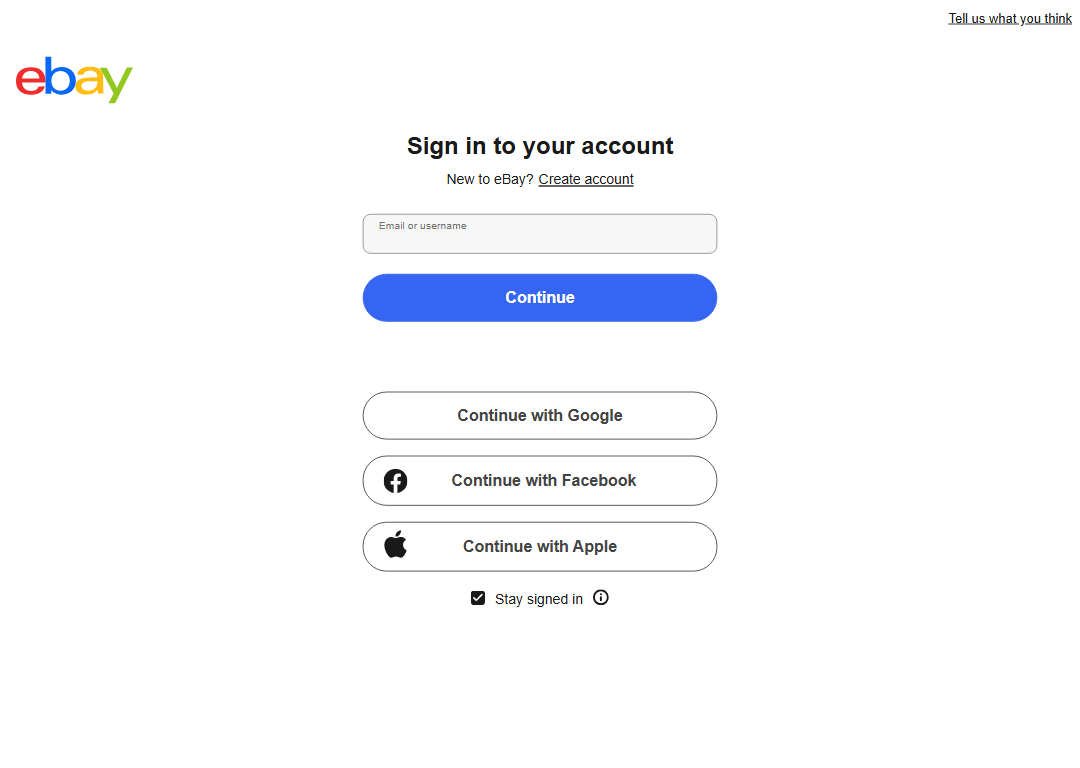 Tell us what you think
ebay
Sign in to your account
New to eBay? Create account
Email or username
Continue
Continue with Google
Continue with Facebook
Continue with Apple
Stay signed in